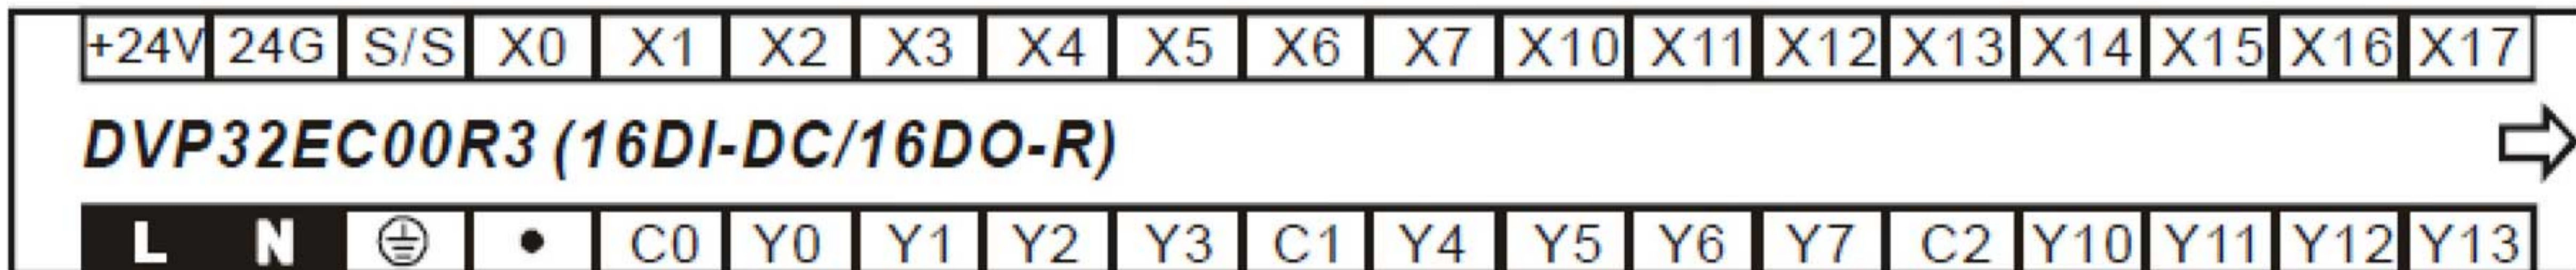 +24V 24G S/S X0 X1 X2 X3 X4 X5 X6 X7 X10 X11 X12 X13 X14 X15 X16 X17
DVP32EC00R3 (16DI-DC/16DO-R)
L N • C0 Y0 Y1 Y2 Y3 C1 Y4 Y5 Y6 Y7 C2 Y10 Y11 Y12 Y13